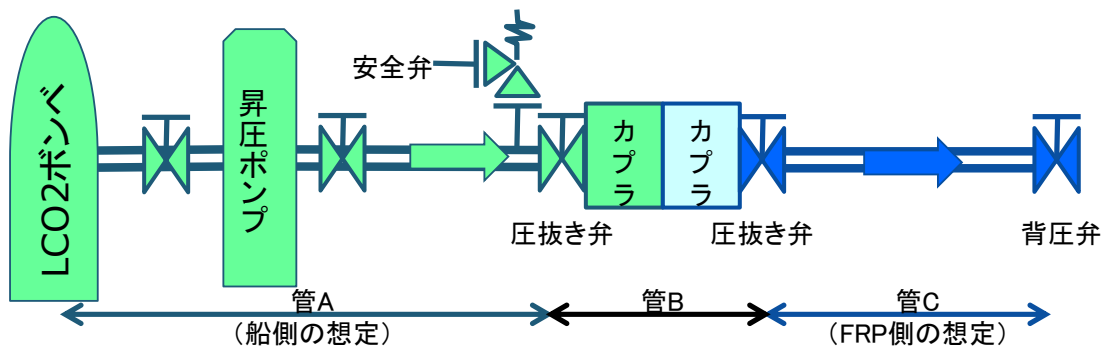 LCO2ボンベ
昇圧ポンプ
安全弁
カプラ
カプラ
圧抜き弁
圧抜き弁
背圧弁
管A
(船側の想定)
管B
管C
(FRP側の想定)